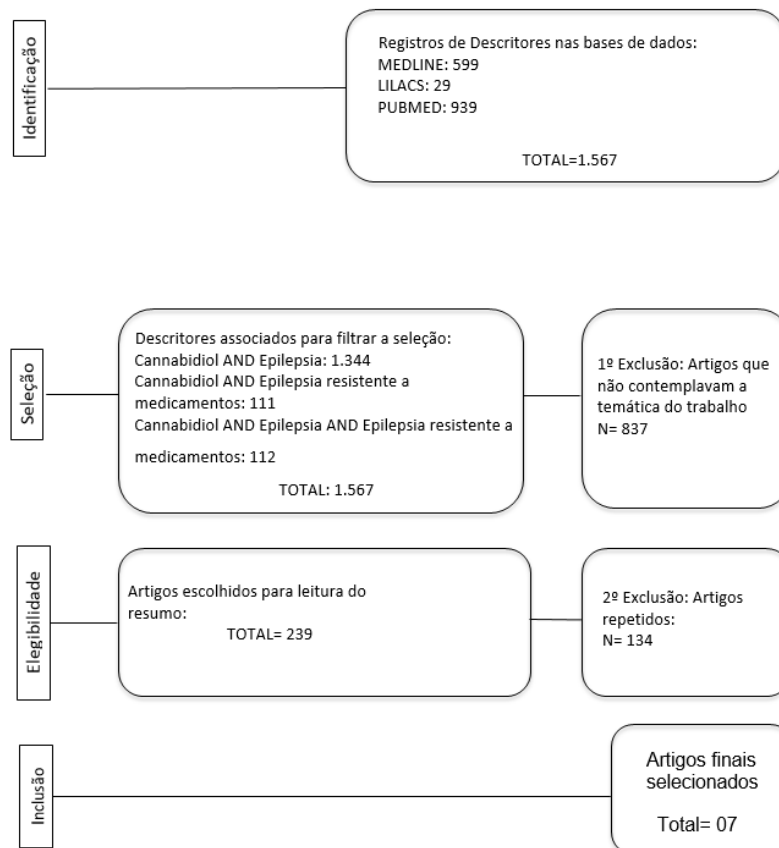 Identificação
Registros de Descritores nas bases de dados:
MEDLINE: 599
LILACS: 29
PUBMED: 939
TOTAL=1.567
Seleção
Descritores associados para filtrar a seleção:
Cannabidiol AND Epilepsia: 1.344
Cannabidiol AND Epilepsia resistente a
medicamentos: 111
Cannabidiol AND Epilepsia AND Epilepsia resistente a
medicamentos: 112
TOTAL: 1.567
1º Exclusão: Artigos que
não contemplavam a
temática do trabalho
N= 837
Elegibilidade
Artigos escolhidos para leitura do
resumo:
TOTAL= 239
2º Exclusão: Artigos
repetidos:
N= 134
Inclusão
Artigos finais
selecionados
Total= 07